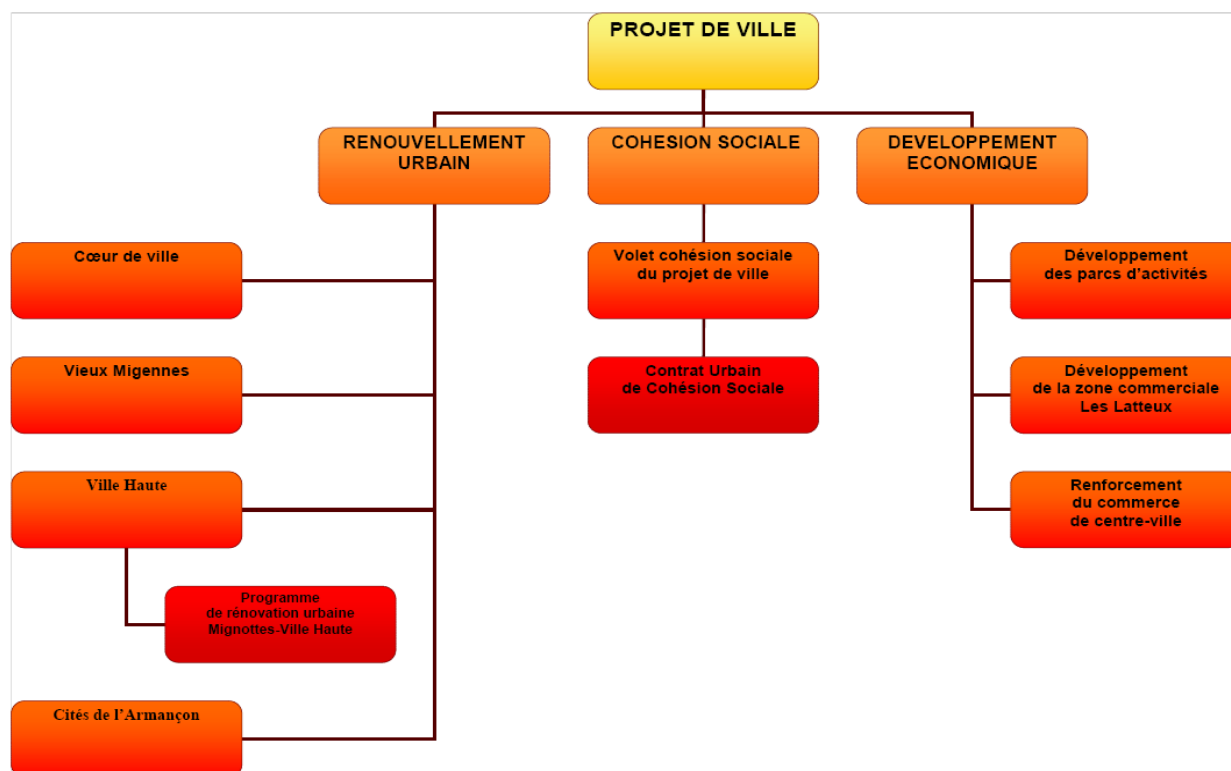 PROJET DE VILLE
RENOUVELLEMENT
URBAIN
COHESION SOCIALE
DEVELOPPEMENT
ECONOMIQUE
Cœur de ville
Volet cohésion sociale
du projet de ville
Développement
des parcs d'activités
Vieux Migennes
Contrat Urbain
de Cohésion Sociale
Développement
de la zone commerciale
Les Latteux
Ville Haute
Renforcement
du commerce
de centre-ville
Programme
de rénovation urbaine
Mignottes-Ville Haute
Cités de l'Armançon